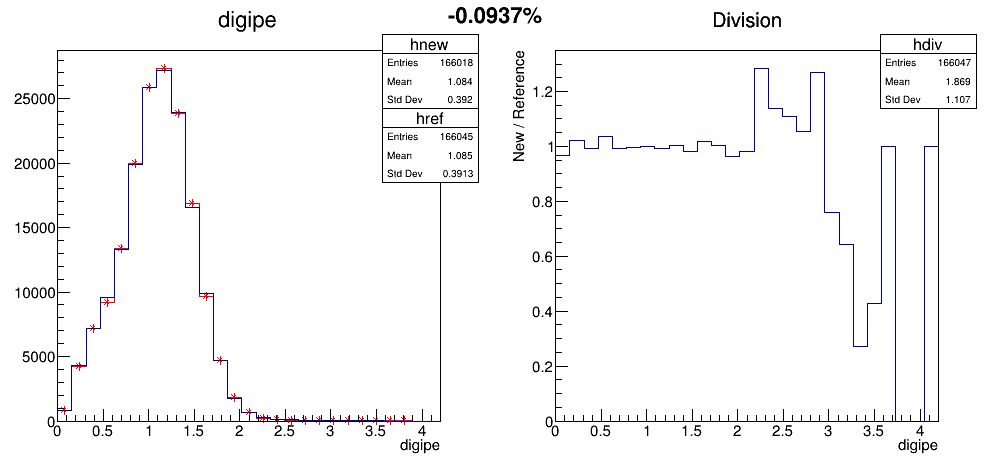 -0.0937%
digipe
hnew
Entries 166018
Mean 1.084
Std Dev 0.392
href
Entries 166045
Mean 1.085
Std Dev 0.3913
25000
20000
15000
10000
5000
0
0 0.5 1 1.5 2 2.5 3 3.5 4
digipe
Division
hdiv
Entries 166047
Mean 1.869
Std Dev 1.107
New / Reference
1.2
1
0.8
0.6
0.4
0.2
0
0 0.5 1 1.5 2 2.5 3 3.5 4
digipe